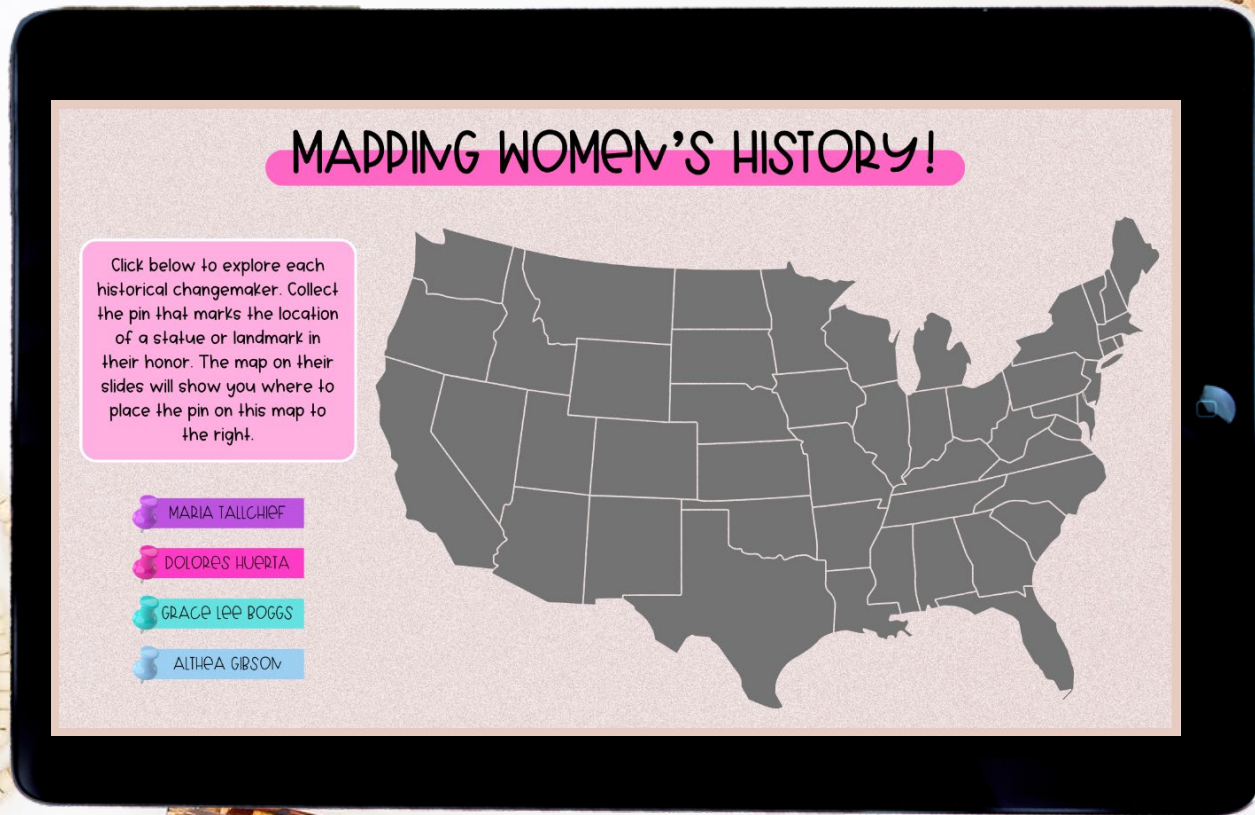 MAPPING WOMEN'S HISTORY!
Click below to explore each
historical changemaker. Collect
the pin that marks the location
of a statue or landmark in
their honor. The map on their
slides will show you where to
place the pin on this map to
the right.
MARIA TALLCHIEF
DOLORES HUERTA
GRACE LEE BOGGS
ALTHEA GIBSON